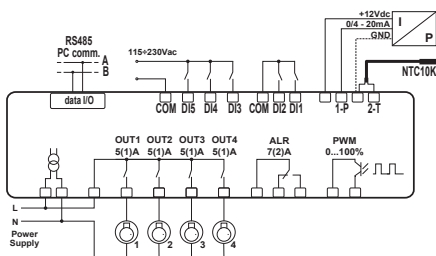 RS485
PC comm.
A
B
data I/O
115÷230Vac
COM DI5 DI4 DI3
COM DI2 DI1
+12Vdc
0/4 - 20mA
GND
I
P
NTC10K
1-P
2-T
OUT1 OUT2 OUT3 OUT4
5(1)A 5(1)A 5(1)A 5(1)A
ALR
7(2)A
PWM
0...100%
L
N
Power
Supply
1 2 3 4